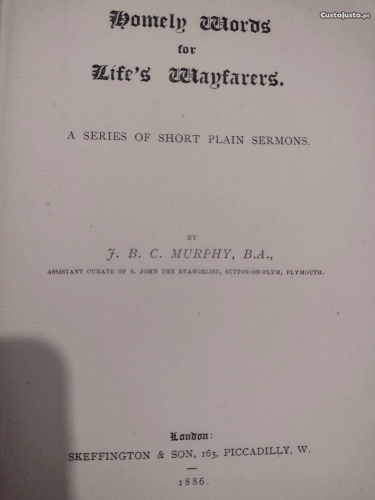 CustoJusto.pt
Homely Words
for
Life's Wayfarers.
A SERIES OF SHORT PLAIN SERMONS.
BY
J. B. C. MURPHY, B.A.,
ASSISTANT CURATE OF S. JOHN THE EVANGELIST, SUTTON-ON-PLYM, PLYMOUTH.
London:
SKEFFINGTON & SON, 163, PICCADILLY, W.
—
1886.